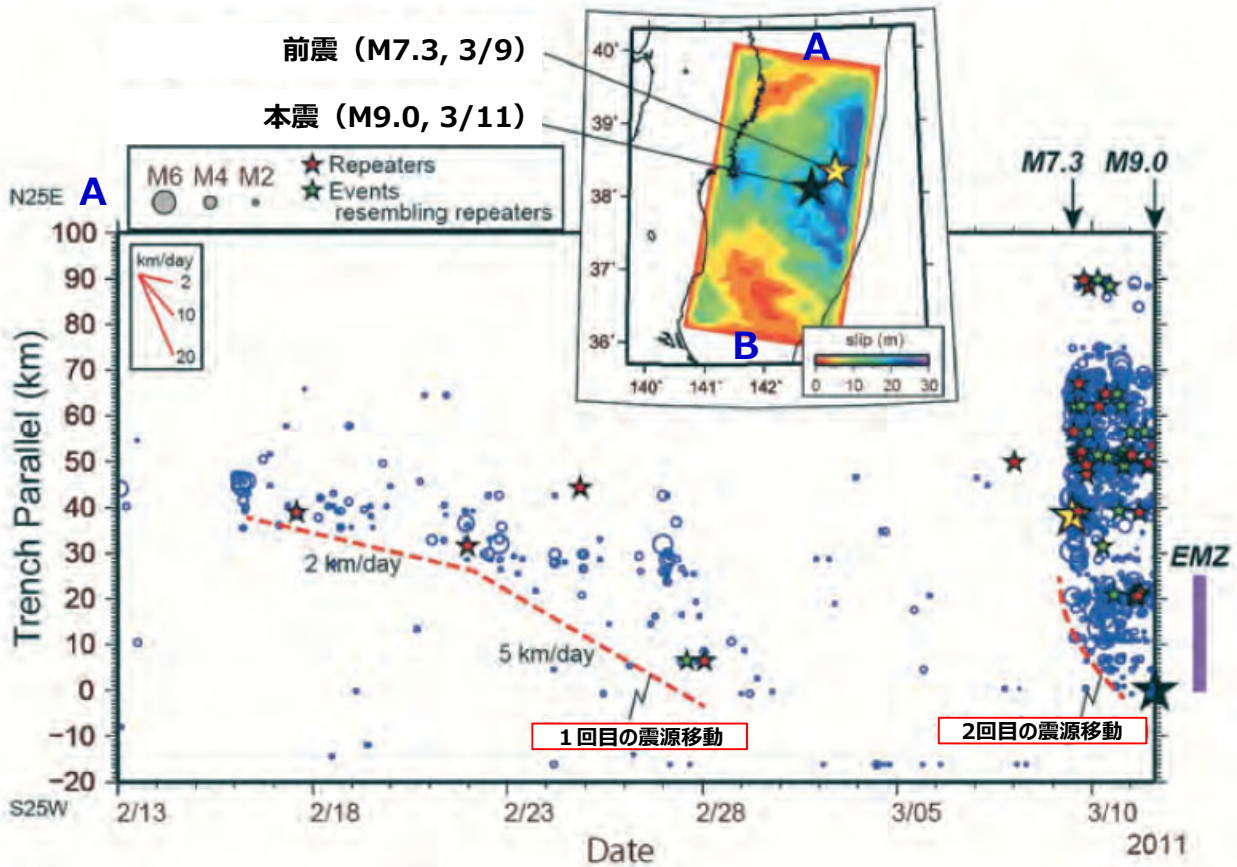 前震（M7.3, 3/9）
本震（M9.0, 3/11）
A
40˚
39˚
38˚
37˚
36˚
140˚ 141˚ 142˚
B
slip (m)
0 10 20 30
M7.3 M9.0
N25E A
M6 M4 M2
Repeaters
Events
resembling repeaters
km/day
2
10
20
Trench Parallel (km)
100
90
80
70
60
50
40
30
20
10
0
−10
−20
2 km/day
5 km/day
1回目の震源移動
2回目の震源移動
EMZ
S25W
2/13 2/18 2/23 2/28 3/05 3/10
Date
2011